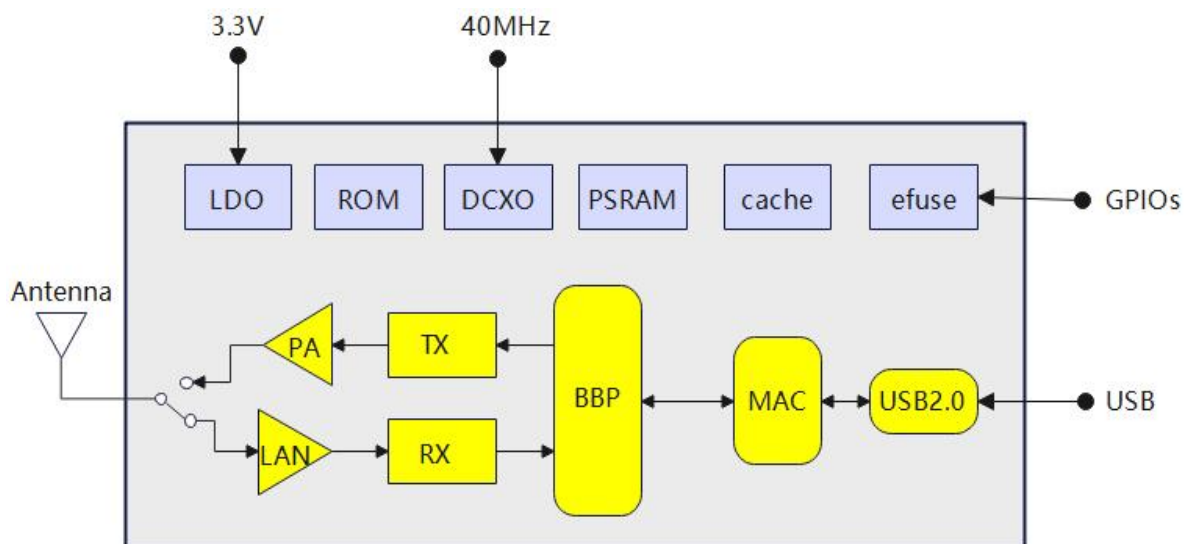 3.3V
40MHz
LDO
ROM
DCXO
PSRAM
cache
efuse
GPIOs
Antenna
PA
TX
BBP
MAC
USB2.0
USB
LAN
RX